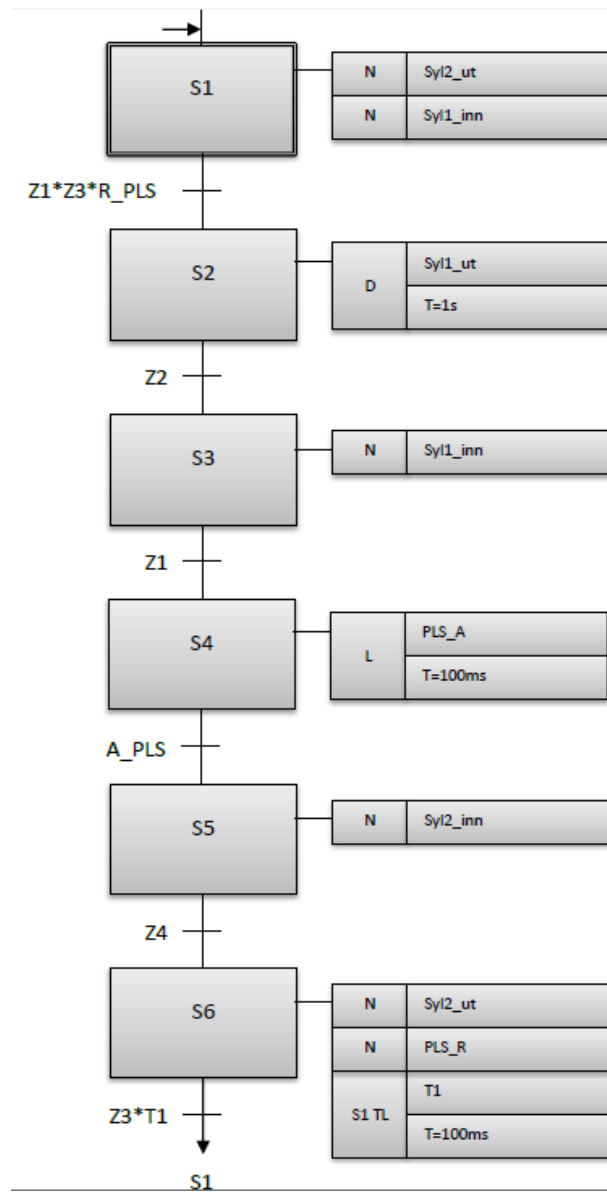 S1
N Syl2_ut
N Syl1_inn
Z1*Z3*R_PLS
S2
D Syl1_ut
T=1s
Z2
S3
N Syl1_inn
Z1
S4
L PLS_A
T=100ms
A_PLS
S5
N Syl2_inn
Z4
S6
N Syl2_ut
N PLS_R
S1 TL T1
T=100ms
Z3*T1
S1